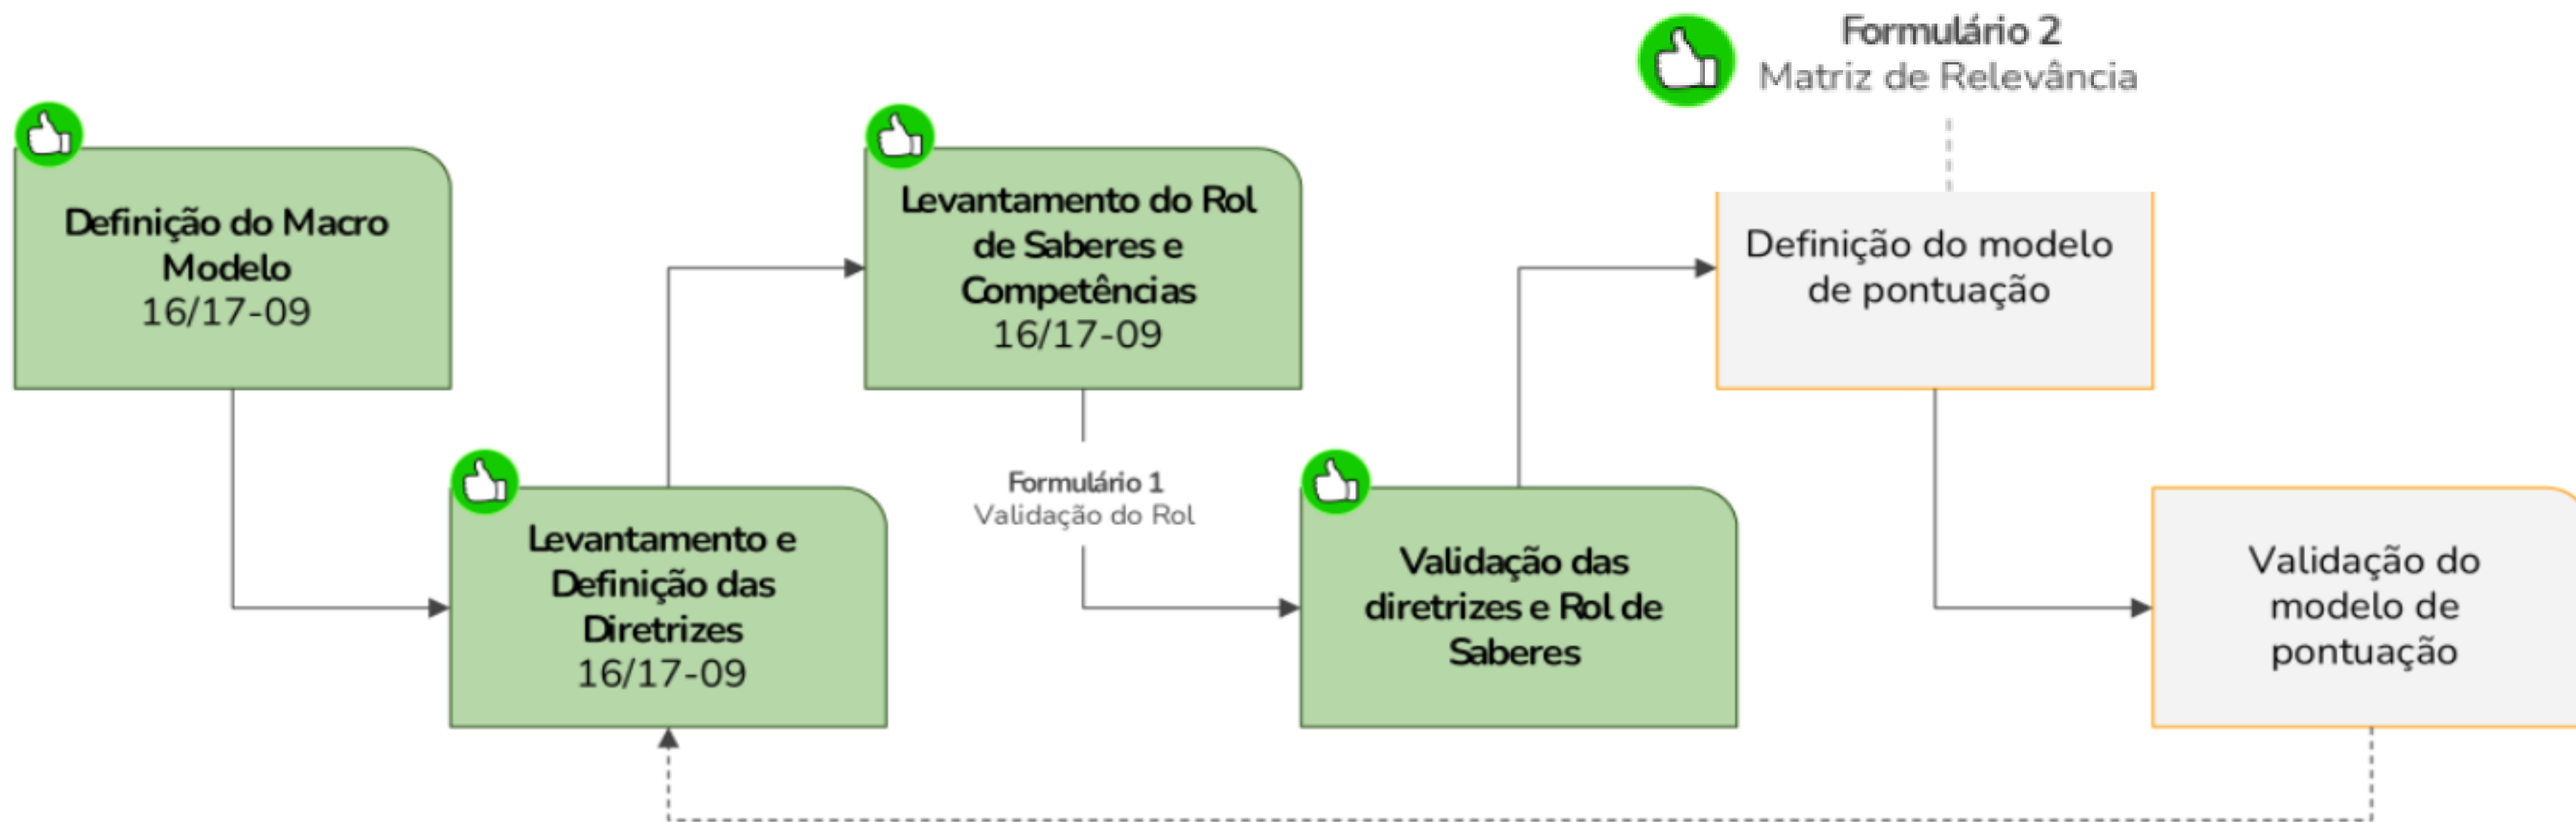 Definição do Macro
Modelo
16/17-09
Levantamento e
Definição das
Diretrizes
16/17-09
Levantamento do Rol
de Saberes e
Competências
16/17-09
Formulário 1
Validação do Rol
Validação das
diretrizes e Rol de
Saberes
Formulário 2
Matriz de Relevância
Definição do modelo
de pontuação
Validação do
modelo de
pontuação